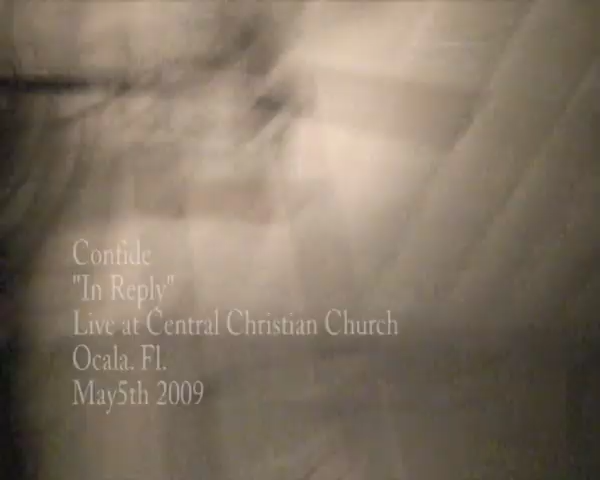 Confide
"In Reply"
Live at Central Christian Church
Ocala. Fl.
May5th 2009